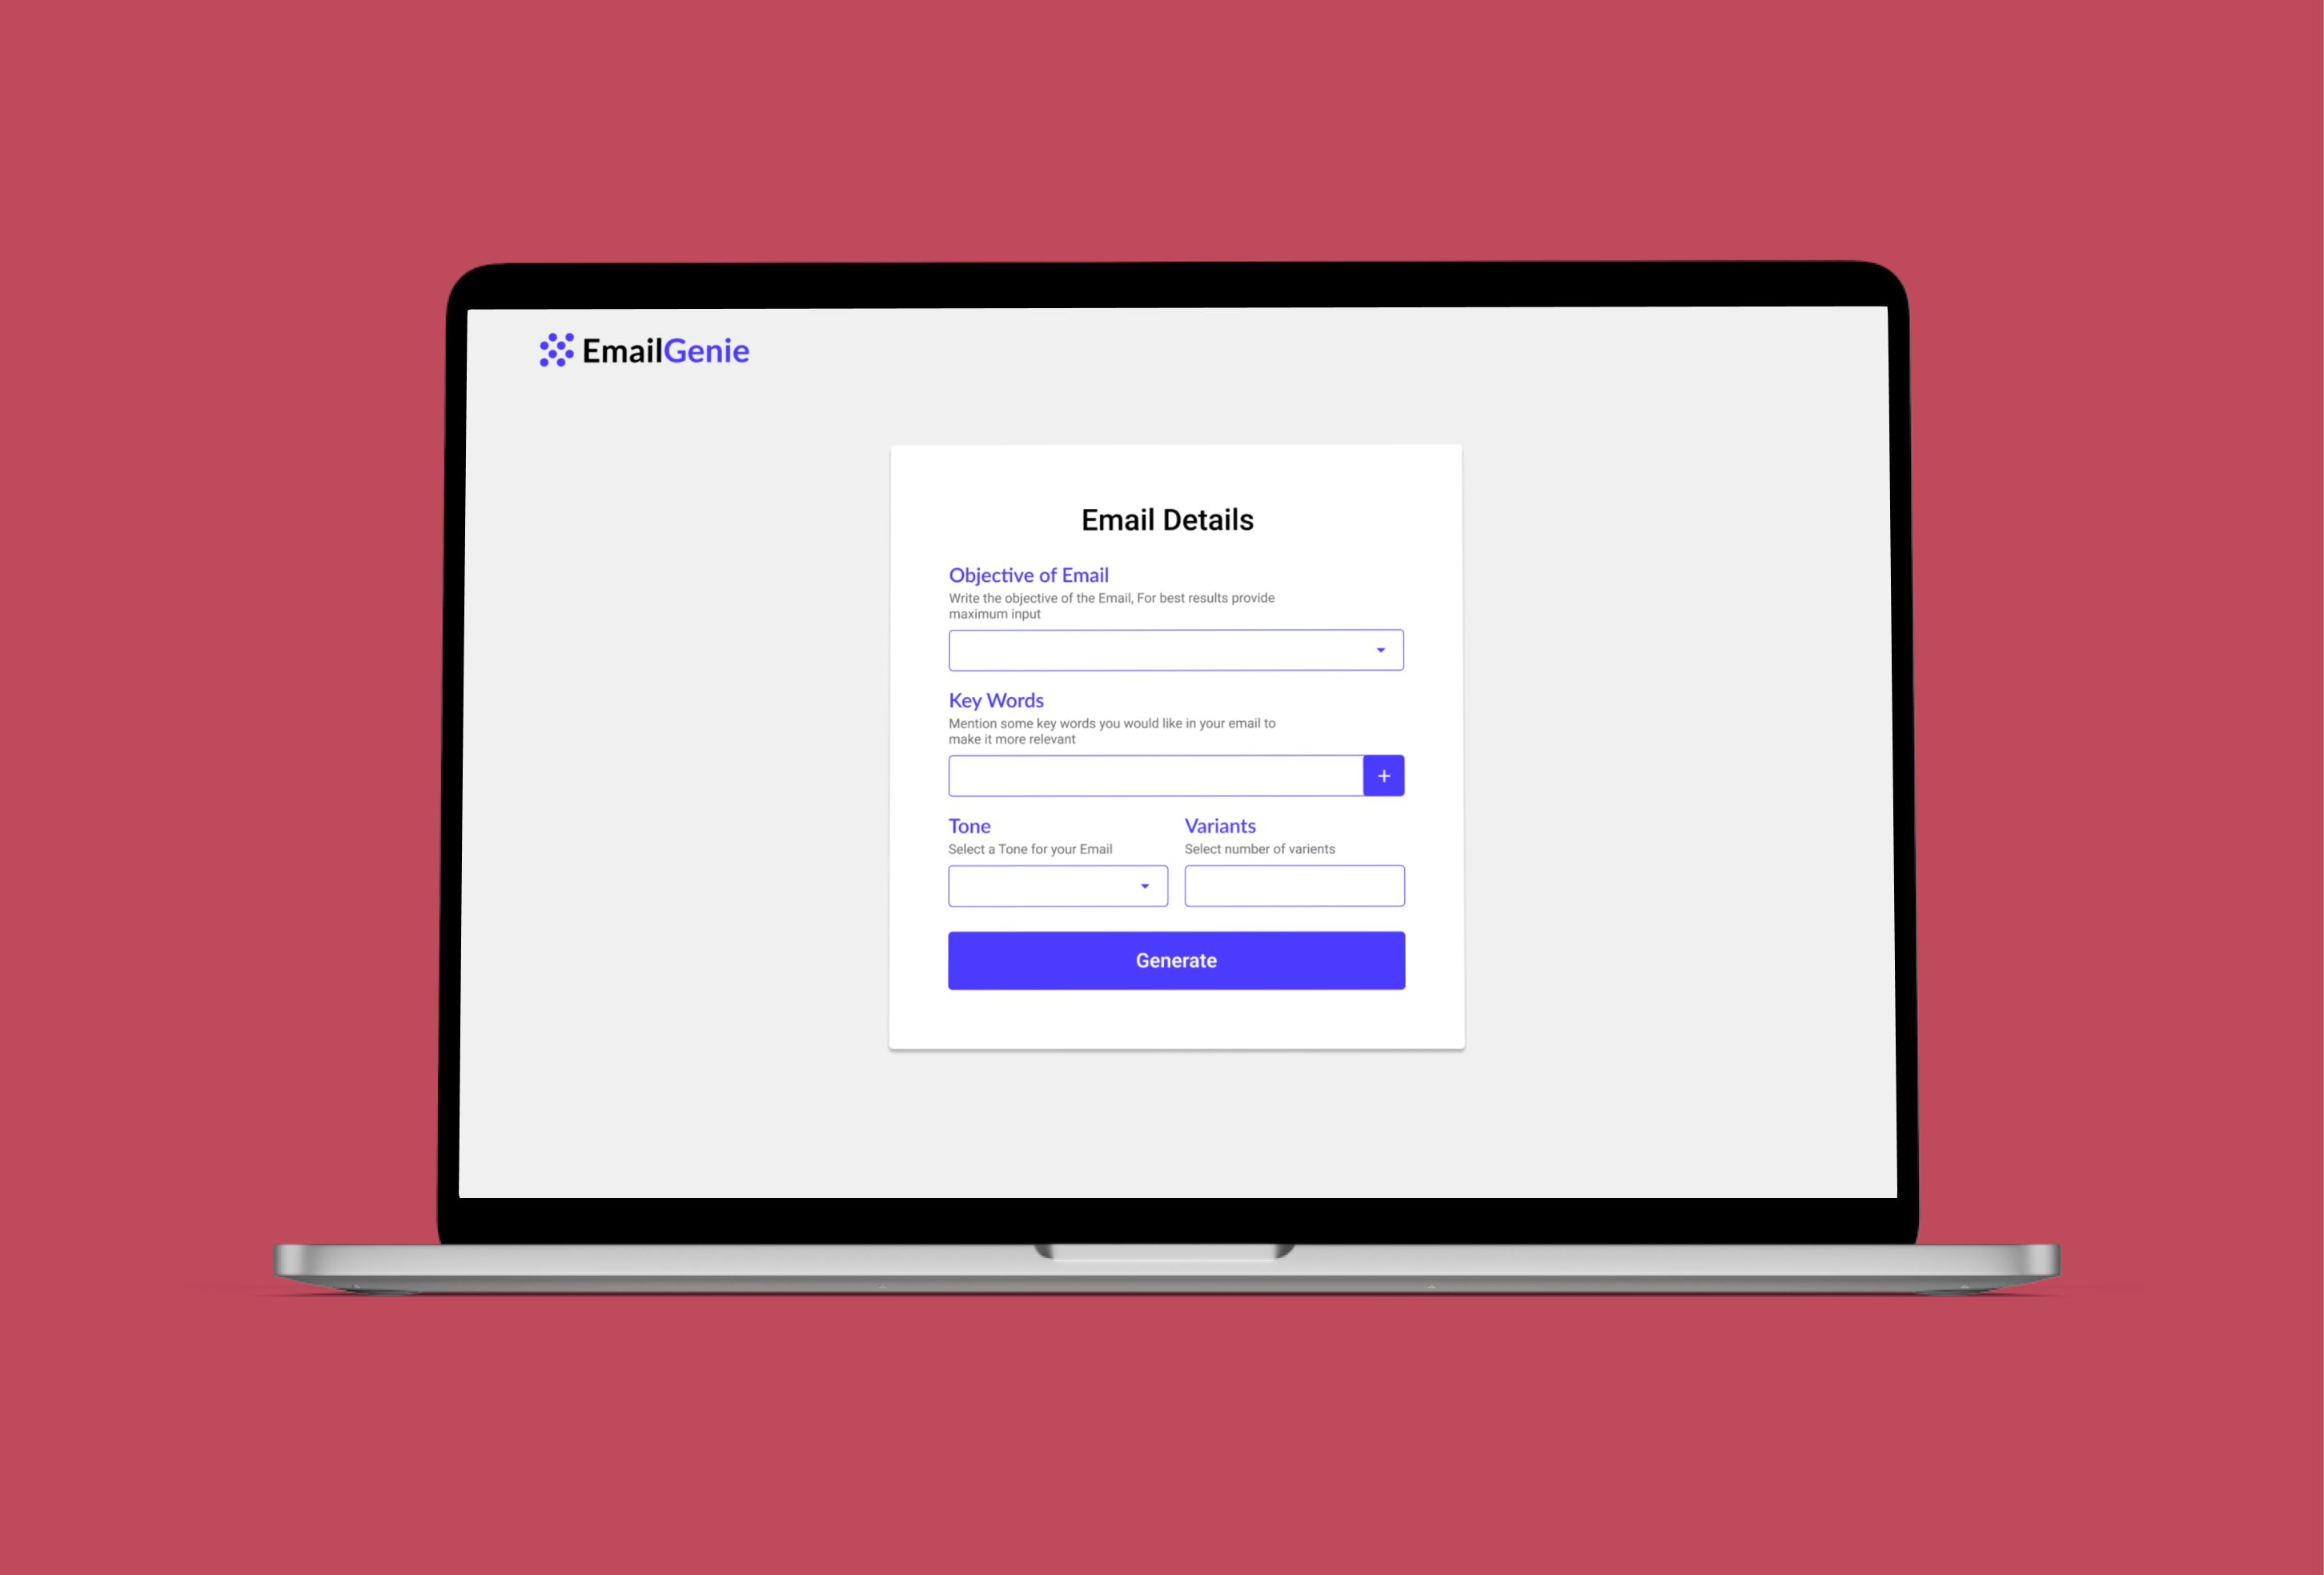 EmailGenie
Email Details
Objective of Email
Write the objective of the Email, For best results provide
maximum input
Key Words
Mention some key words you would like in your email to
make it more relevant
+
Tone
Variants
Select a Tone for your Email
Select number of varients
Generate